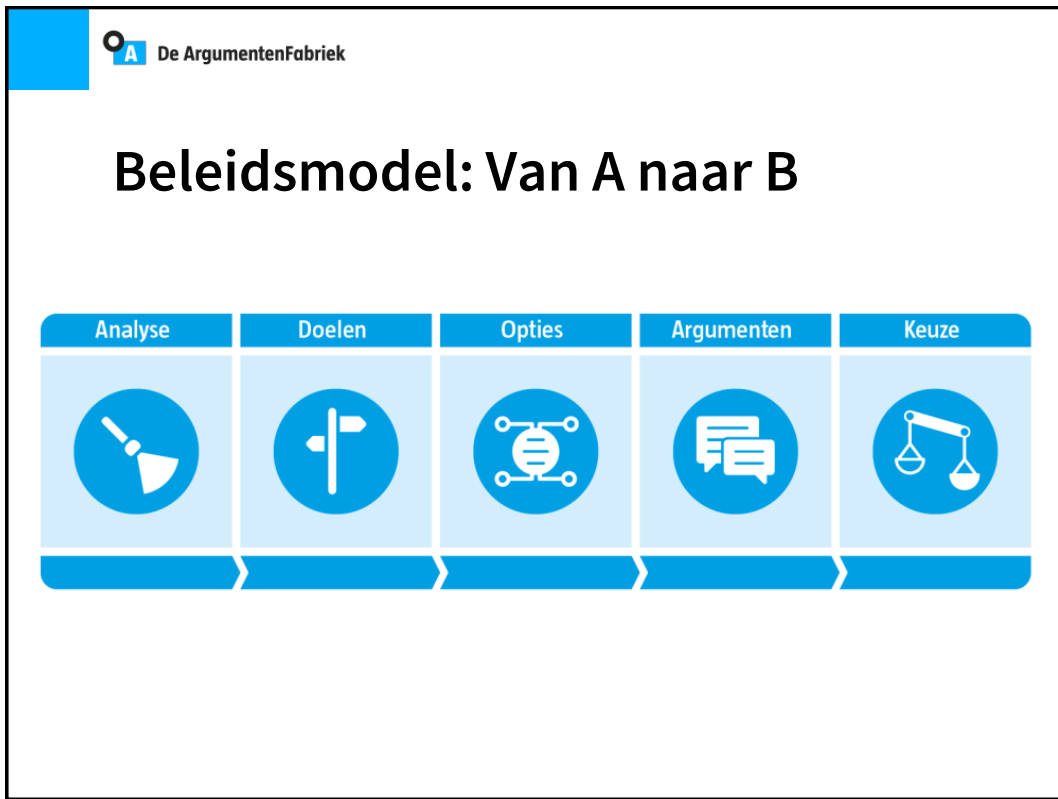 A De ArgumentenFabriek
Beleidsmodel: Van A naar B
Analyse Doelen Opties Argumenten Keuze